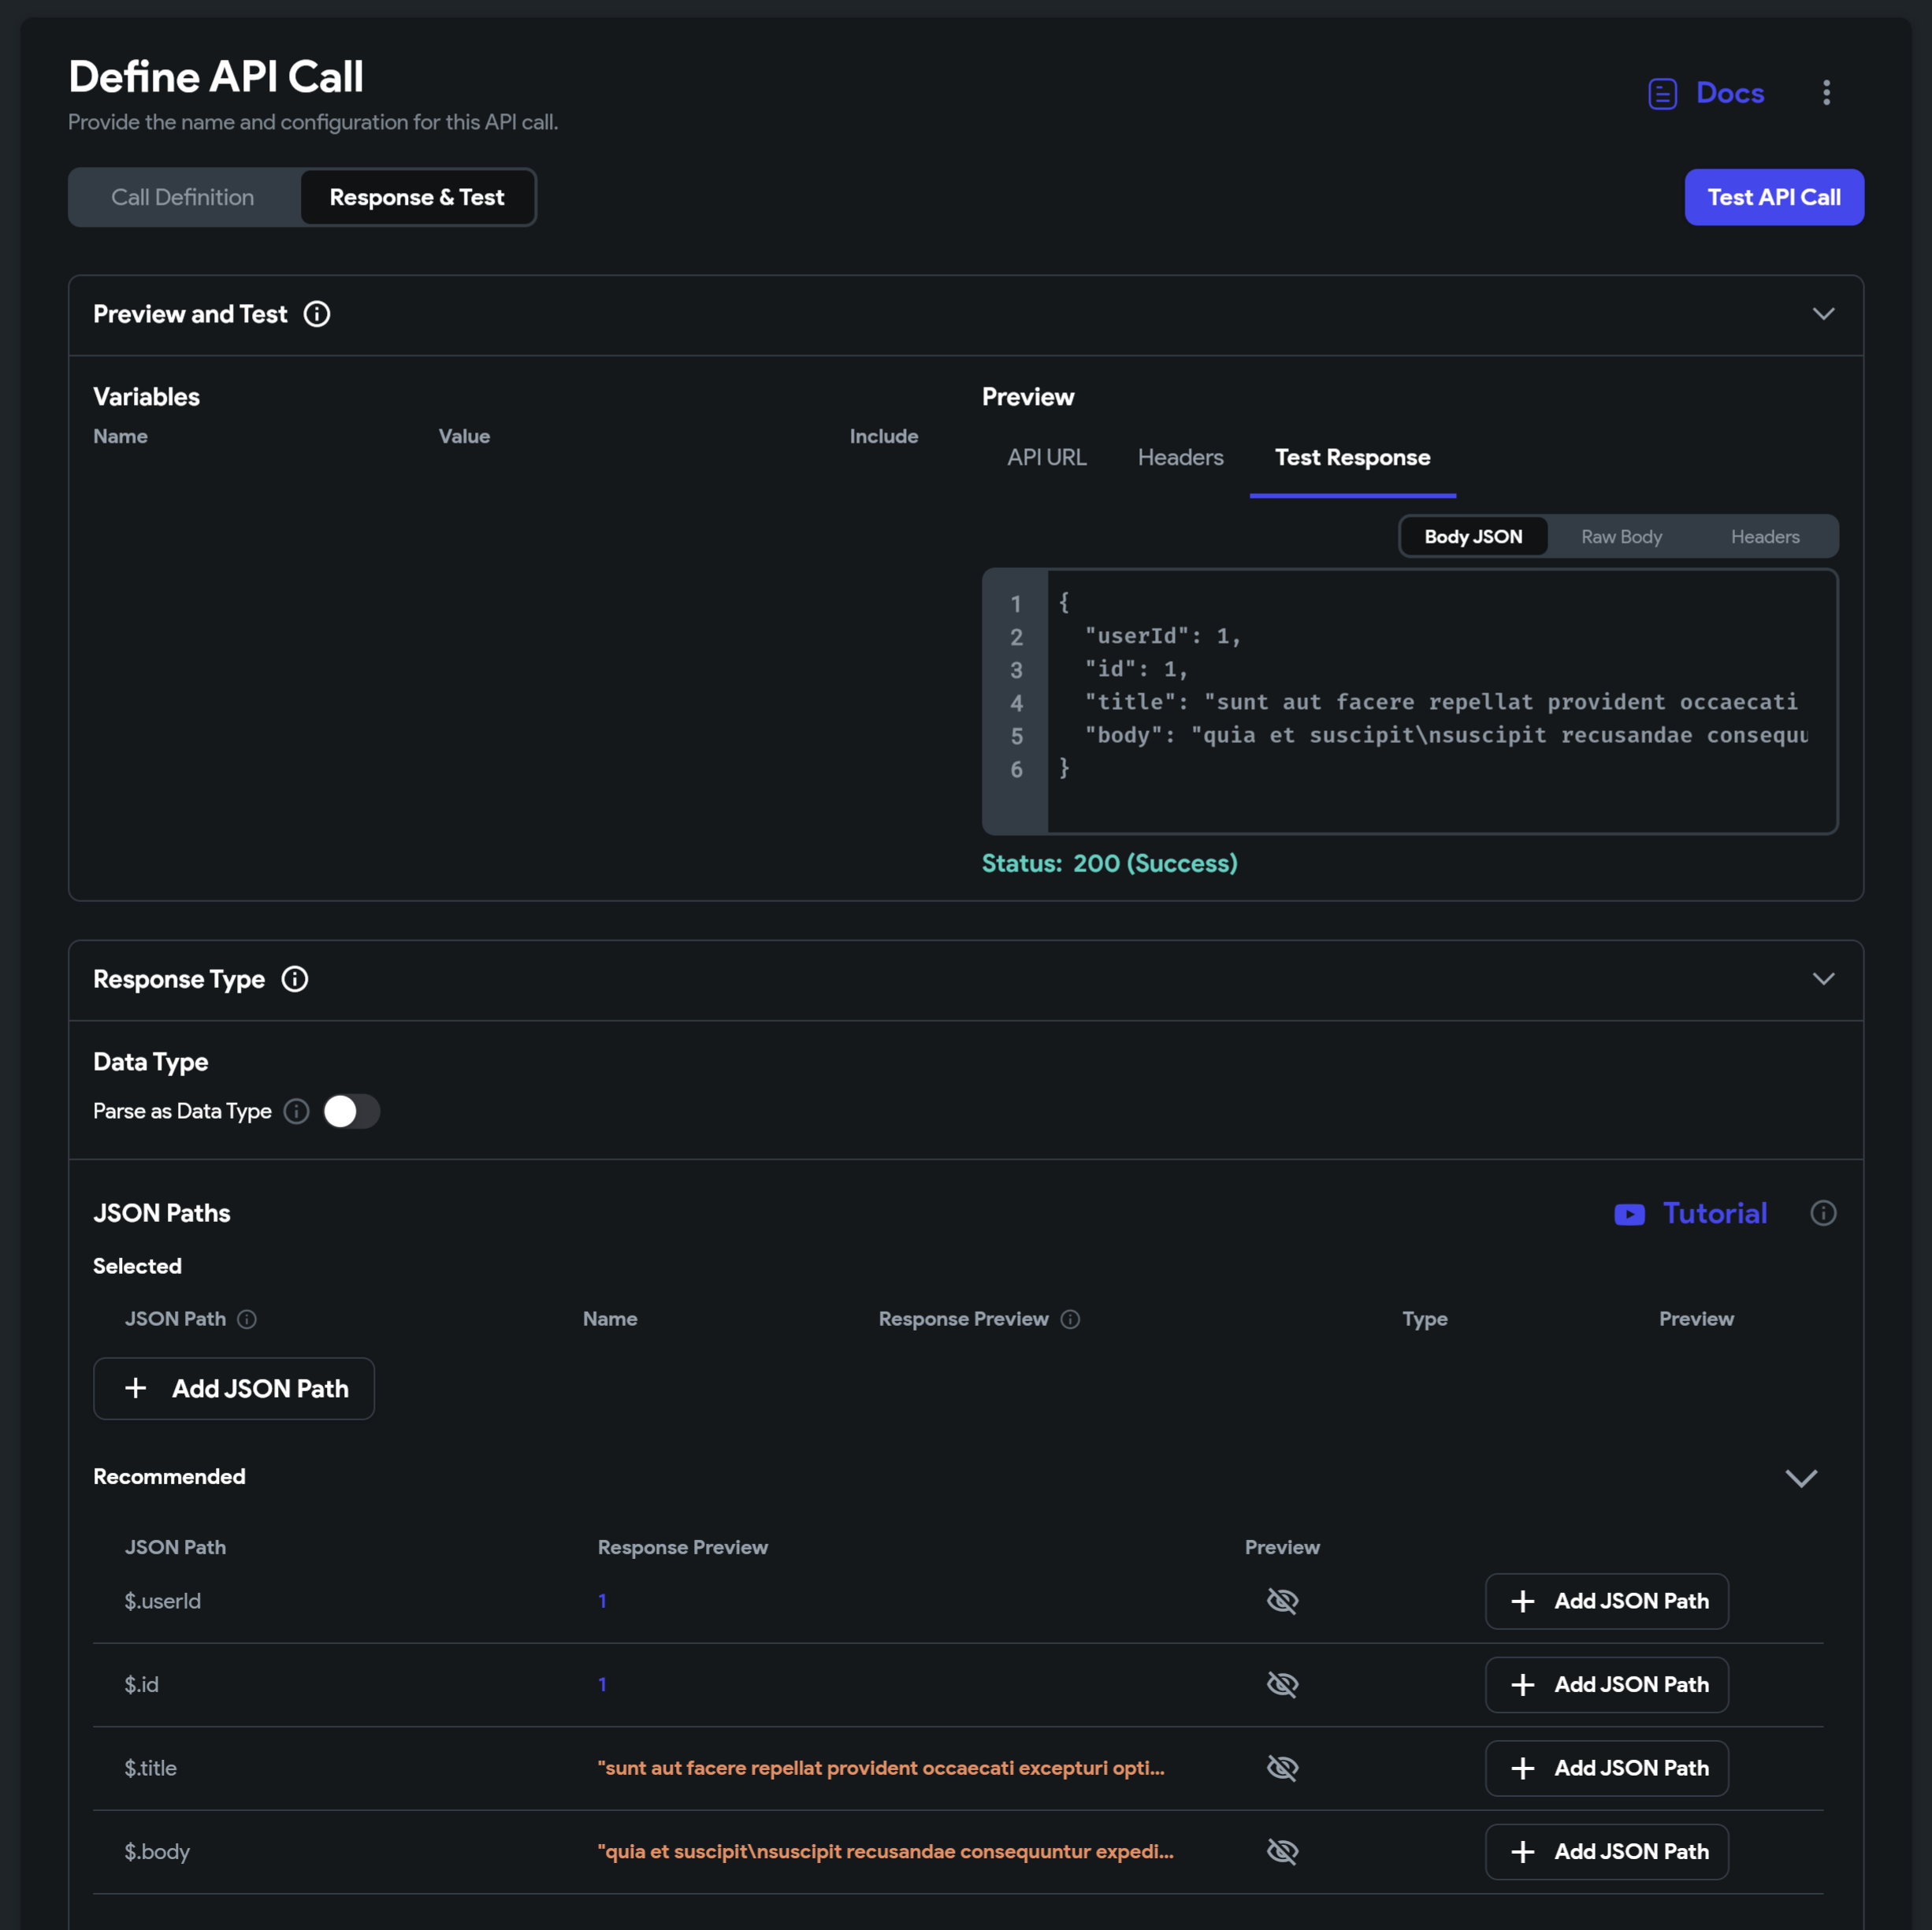 Define API Call
Docs
Provide the name and configuration for this API call.
Call Definition Response & Test Test API Call
Preview and Test
Variables
Name Value Include
Preview
API URL Headers Test Response
Body JSON Raw Body Headers
1 {
2 "userId": 1,
3 "id": 1,
4 "title": "sunt aut facere repellat provident occaecati
5 "body": "quia et suscipit\nsuscipit recusandae consequu
6 }
Status: 200 (Success)
Response Type
Data Type
Parse as Data Type
JSON Paths
Tutorial
Selected
JSON Path Name Response Preview Type Preview
+ Add JSON Path
Recommended
JSON Path Response Preview Preview
$.userId 1 + Add JSON Path
$.id 1 + Add JSON Path
$.title "sunt aut facere repellat provident occaecati excepturi opti... + Add JSON Path
$.body "quia et suscipit\nsuscipit recusandae consequuntur expedi... + Add JSON Path